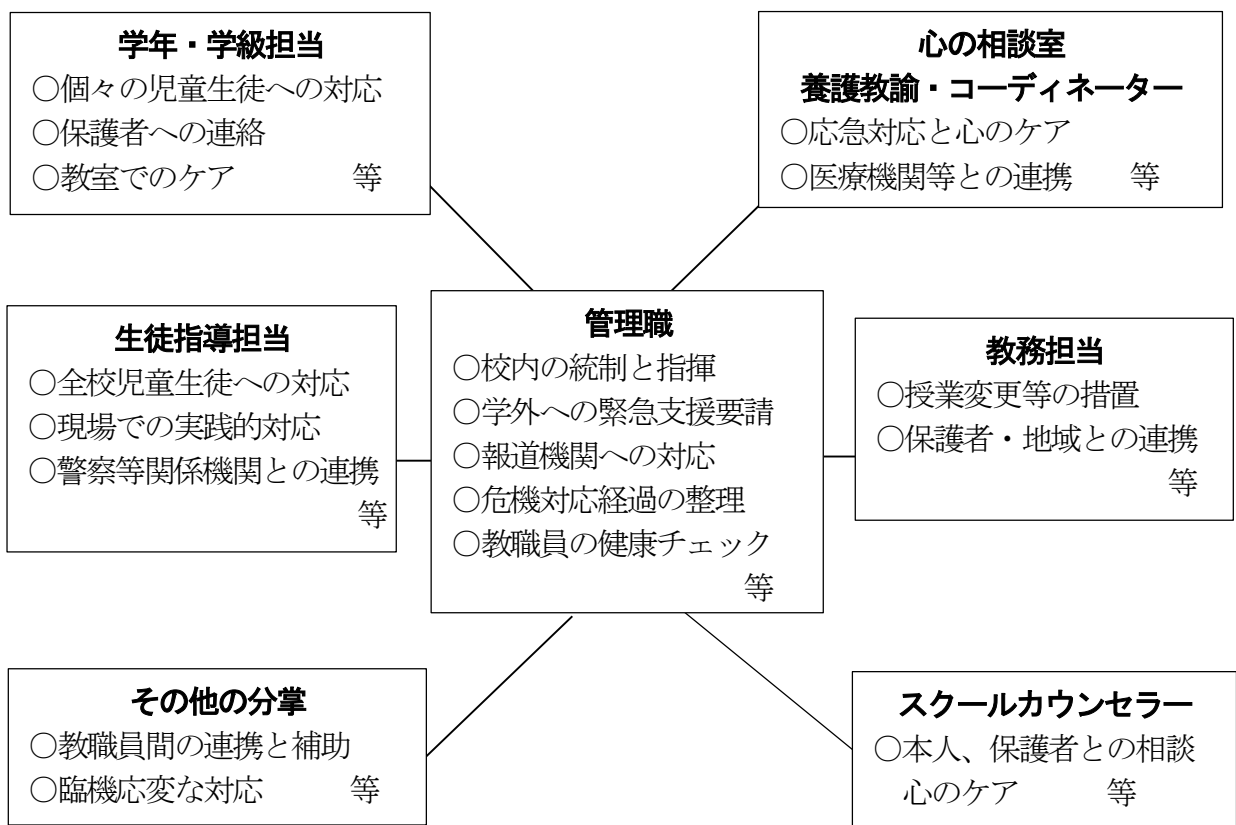 学年・学級担当
○個々の児童生徒への対応
○保護者への連絡
○教室でのケア　　　等
心の相談室
養護教諭・コーディネーター
○応急対応と心のケア
○医療機関等との連携　　等
生徒指導担当
○全校児童生徒への対応
○現場での実践的対応
○警察等関係機関との連携
等
管理職
○校内の統制と指揮
○学外への緊急支援要請
○報道機関への対応
○危機対応経過の整理
○教職員の健康チェック
等
教務担当
○授業変更等の措置
○保護者・地域との連携
等
その他の分掌
○教職員間の連携と補助
○臨機応変な対応　　等
スクールカウンセラー
○本人、保護者との相談
心のケア　　　等